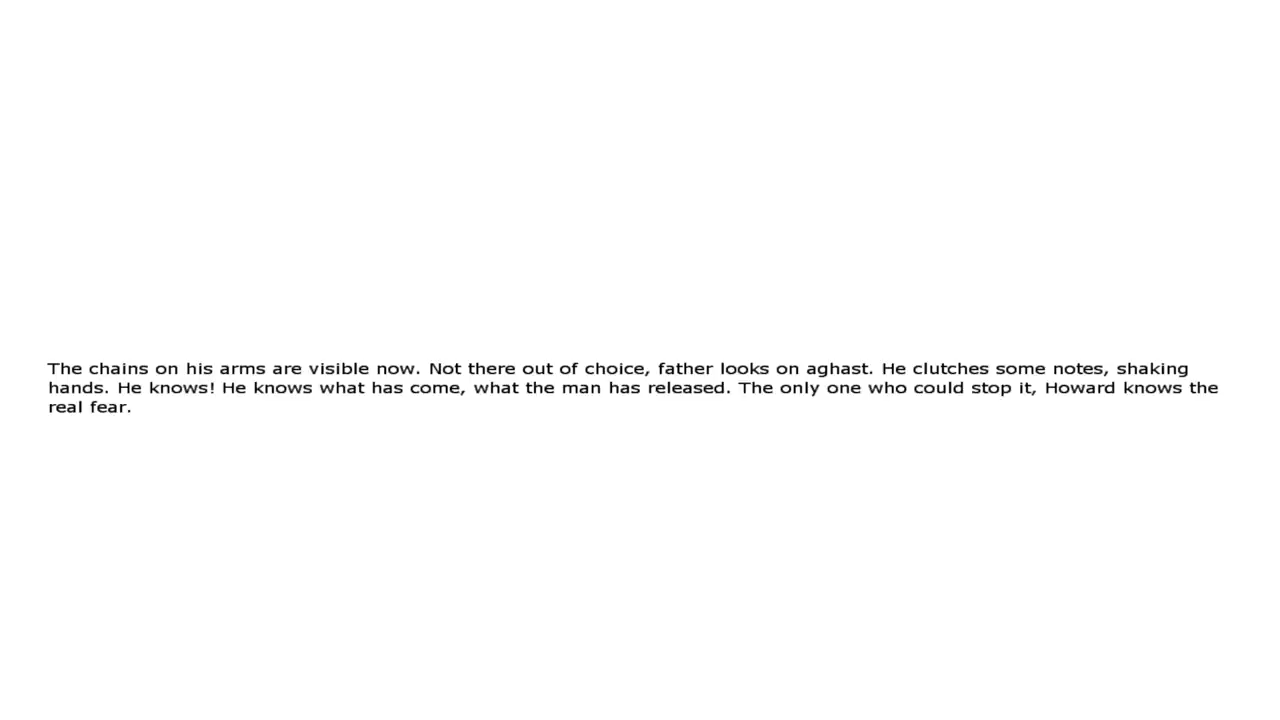 The chains on his arms are visible now. Not there out of choice, father looks on aghast. He clutches some notes, shaking
hands. He knows! He knows what has come, what the man has released. The only one who could stop it, Howard knows the
real fear.